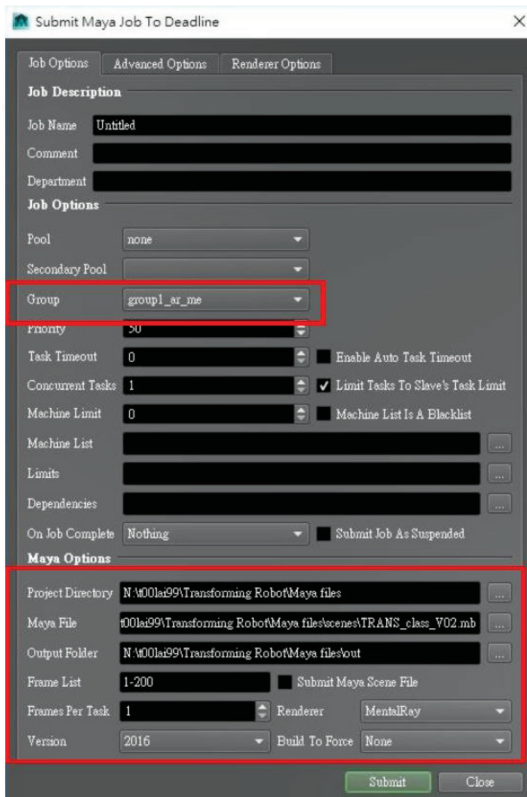 Submit Maya Job To Deadline
Job Options Advanced Options Renderer Options
Job Description
Job Name Untitled
Comment
Department
Job Options
Pool none
Secondary Pool
Group group1_ar_me
Priority 50
Task Timeout 0 Enable Auto Task Timeout
Concurrent Tasks 1 Limit Tasks To Slave's Task Limit
Machine Limit 0 Machine List Is A Blacklist
Machine List ...
Limits ...
Dependencies ...
On Job Complete Nothing Submit Job As Suspended
Maya Options
Project Directory N:\t00lai99\Transforming Robot\Maya files ...
Maya File t00lai99\Transforming Robot\Maya files\scenes\TRANS_class_V02.mb ...
Output Folder N:\t00lai99\Transforming Robot\Maya files\out ...
Frame List 1-200 Submit Maya Scene File
Frames Per Task 1 Renderer MentalRay
Version 2016 Build To Force None
Submit Close